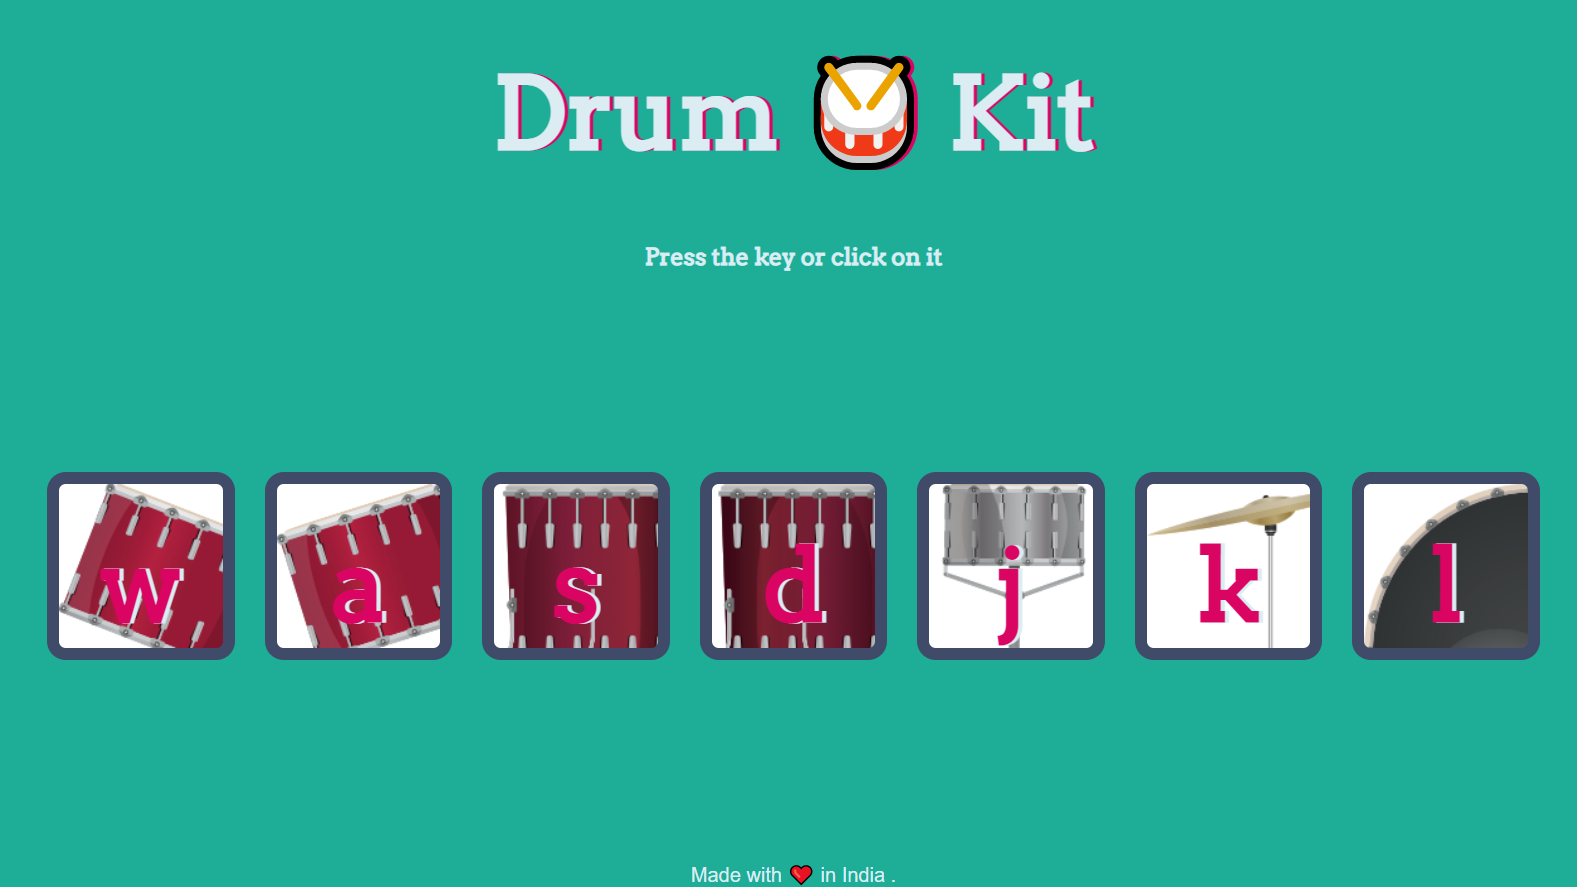 Drum 🥁 Kit
Press the key or click on it
w a s d j k l
Made with ❤️ in India .